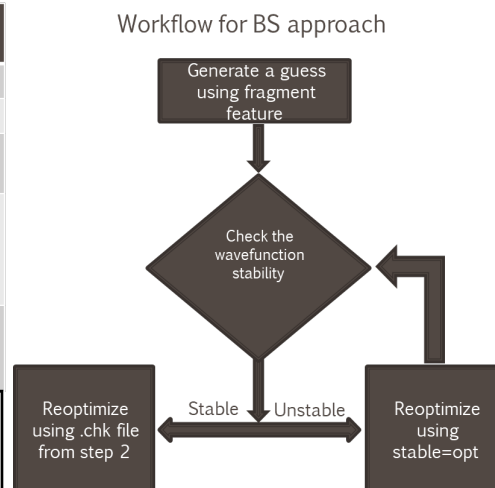 Workflow for BS approach
Generate a guess
using fragment
feature
Check the
wavefunction
stability
Stable
Unstable
Reoptimize
using .chk file
from step 2
Reoptimize
using
stable=opt